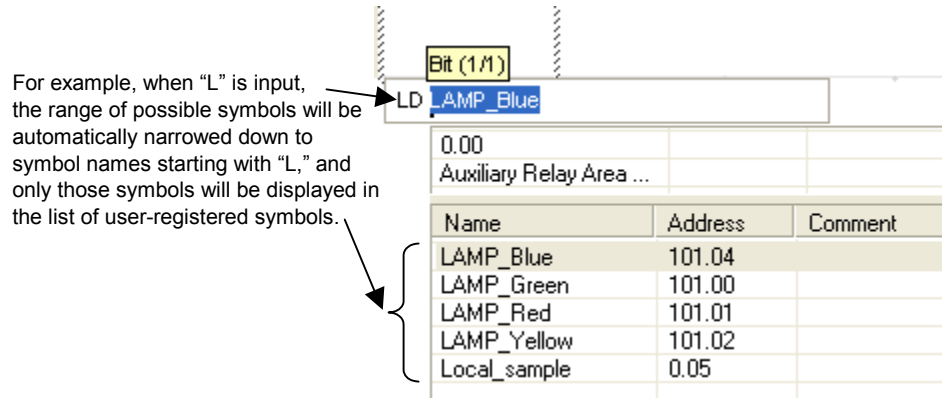 Bit (1/1)
For example, when “L” is input,
the range of possible symbols will be
automatically narrowed down to
symbol names starting with “L,” and
only those symbols will be displayed in
the list of user-registered symbols.
LD LAMP_Blue
0.00
Auxiliary Relay Area ...
Name Address Comment
LAMP_Blue 101.04
LAMP_Green 101.00
LAMP_Red 101.01
LAMP_Yellow 101.02
Local_sample 0.05